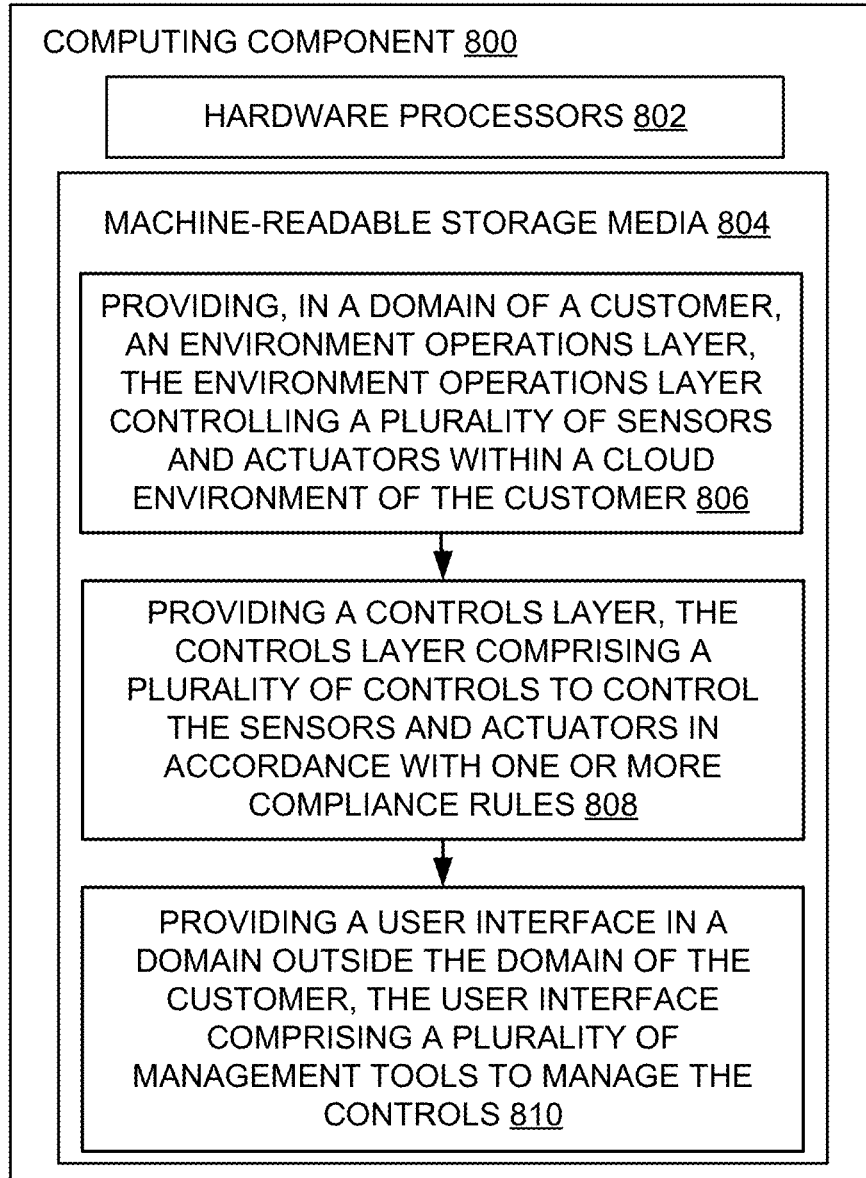 COMPUTING COMPONENT 800
HARDWARE PROCESSORS 802
MACHINE-READABLE STORAGE MEDIA 804
PROVIDING, IN A DOMAIN OF A CUSTOMER,
AN ENVIRONMENT OPERATIONS LAYER,
THE ENVIRONMENT OPERATIONS LAYER
CONTROLLING A PLURALITY OF SENSORS
AND ACTUATORS WITHIN A CLOUD
ENVIRONMENT OF THE CUSTOMER 806
PROVIDING A CONTROLS LAYER, THE
CONTROLS LAYER COMPRISING A
PLURALITY OF CONTROLS TO CONTROL
THE SENSORS AND ACTUATORS IN
ACCORDANCE WITH ONE OR MORE
COMPLIANCE RULES 808
PROVIDING A USER INTERFACE IN A
DOMAIN OUTSIDE THE DOMAIN OF THE
CUSTOMER, THE USER INTERFACE
COMPRISING A PLURALITY OF
MANAGEMENT TOOLS TO MANAGE THE
CONTROLS 810